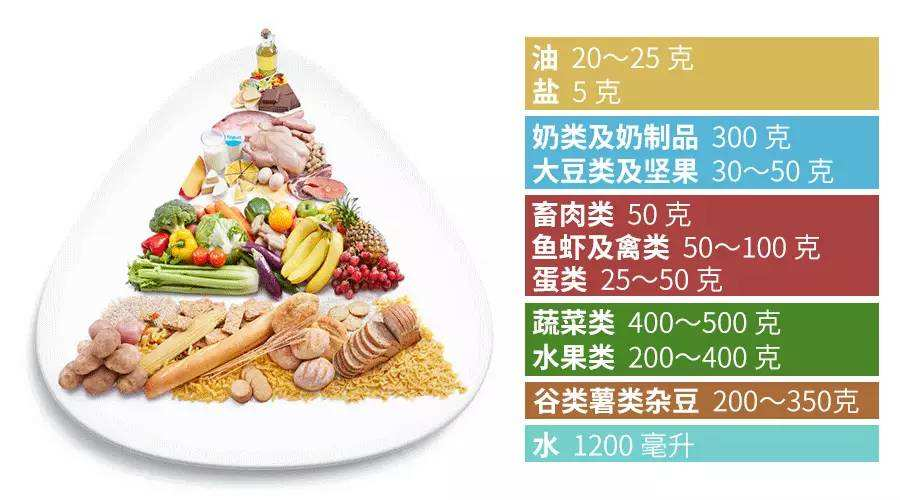 油 20～25 克
盐 5 克
奶类及奶制品 300 克
大豆类及坚果 30～50 克
畜肉类 50 克
鱼虾及禽类 50～100 克
蛋类 25～50 克
蔬菜类 400～500 克
水果类 200～400 克
谷类薯类杂豆 200～350克
水 1200 毫升